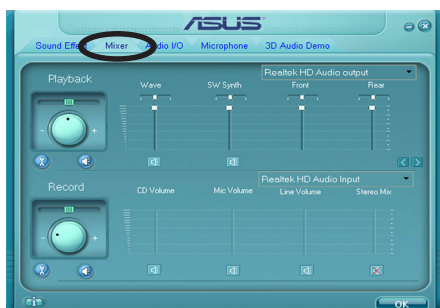 ASUS
Sound Effect Mixer Audio I/O Microphone 3D Audio Demo
Realtek HD Audio output
Playback
Wave SW Synth Front Rear
- +
Realtek HD Audio Input
Record
CD Volume Mic Volume Line Volume Stereo Mix
- +
OK